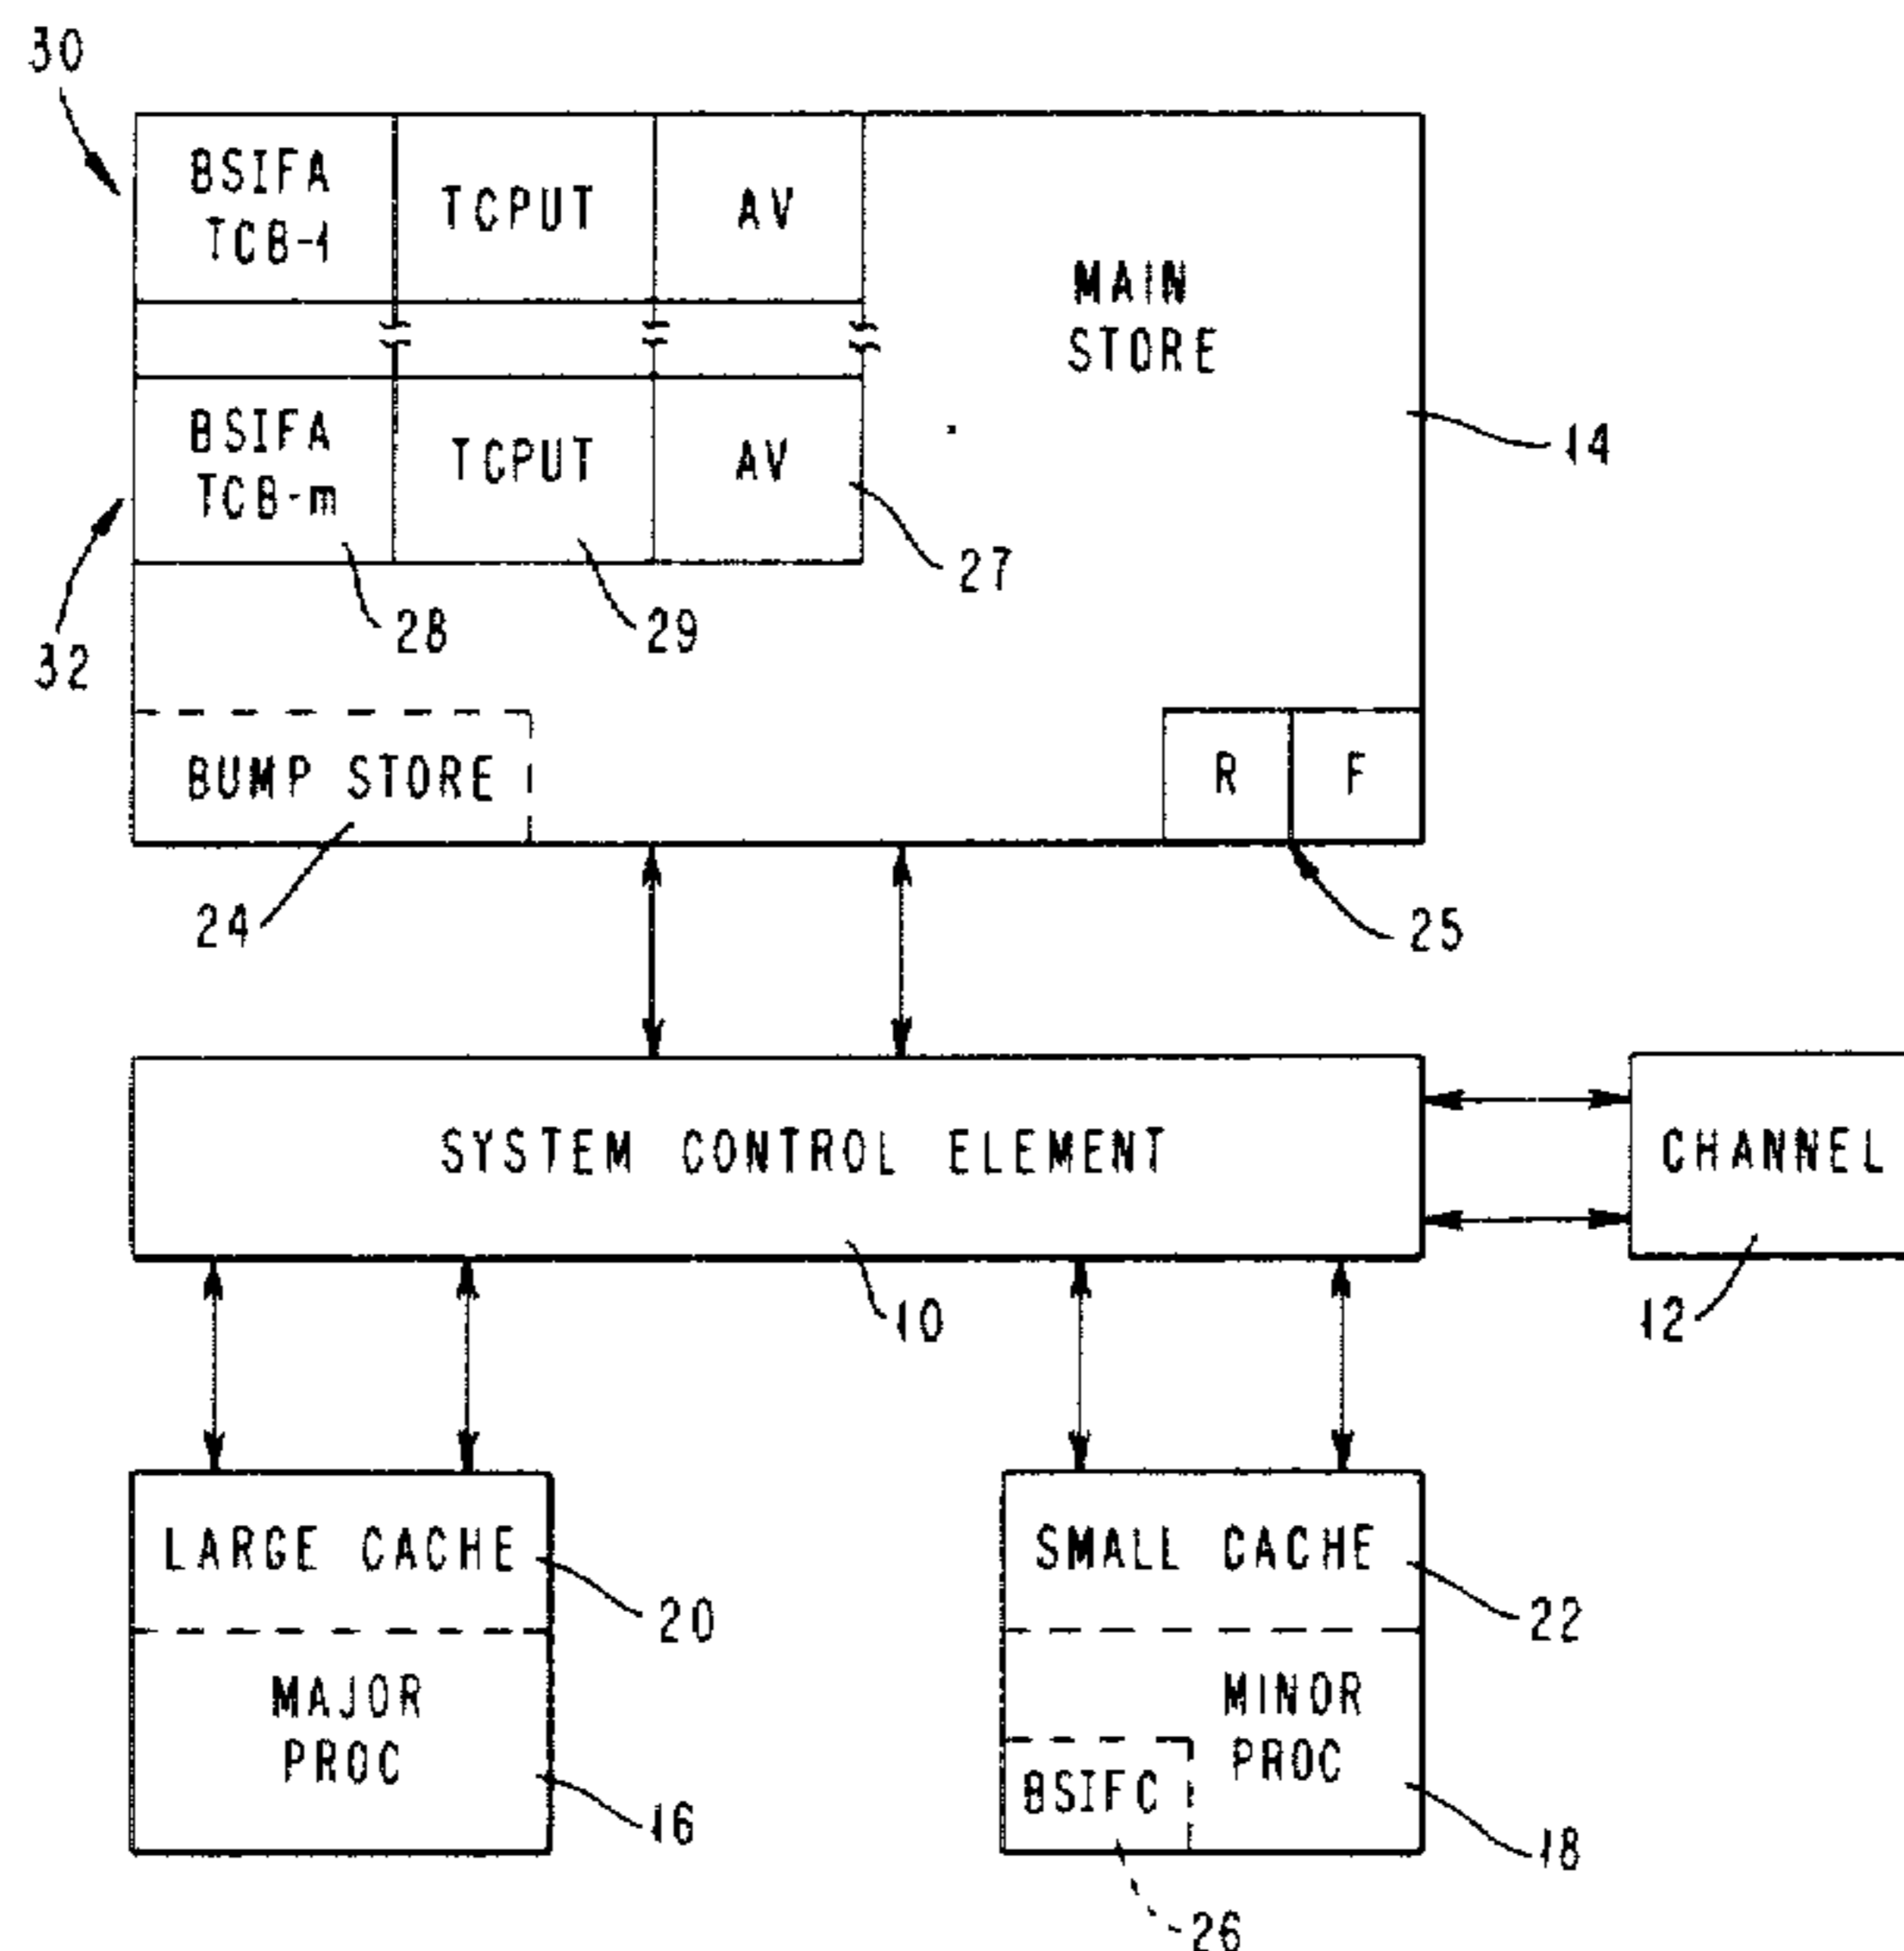 30
BSIFA
TCB-1
TCPUT
AV
MAIN
STORE
BSIFA
TCB-m
TCPUT
AV
14
27
28
29
32
BUMP STORE
R
F
24
25
SYSTEM CONTROL ELEMENT
CHANNEL
10
12
LARGE CACHE
SMALL CACHE
20
22
MAJOR
PROC
MINOR
PROC
BSIFC
16
18
26